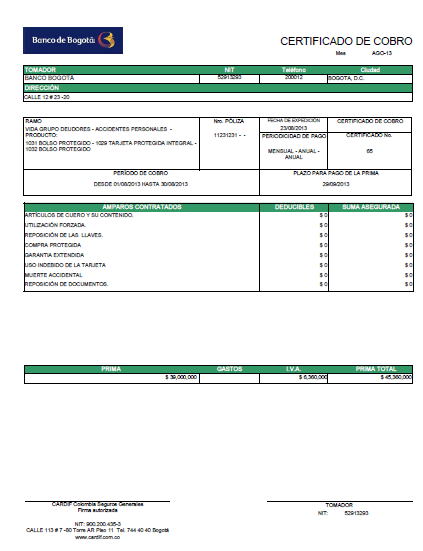 Banco de Bogotá
CERTIFICADO DE COBRO
Mes AGO-13
TOMADOR NIT Teléfono Ciudad
BANCO BOGOTÁ 52913293 200012 BOGOTA, D.C.
DIRECCIÓN
CALLE 12 # 23 -20
RAMO Nro. PÓLIZA FECHA DE EXPEDICIÓN CERTIFICADO DE COBRO
23/08/2013
VIDA GRUPO DEUDORES - ACCIDENTES PERSONALES - 11231231 - - PERIODICIDAD DE PAGO CERTIFICADO No.
PRODUCTO:
1031 BOLSO PROTEGIDO - 1029 TARJETA PROTEGIDA INTEGRAL - MENSUAL - ANUAL - 65
1032 BOLSO PROTEGIDO ANUAL
PERÍODO DE COBRO PLAZO PARA PAGO DE LA PRIMA
DESDE 01/08/2013 HASTA 30/08/2013 29/09/2013
AMPAROS CONTRATADOS DEDUCIBLES SUMA ASEGURADA
ARTÍCULOS DE CUERO Y SU CONTENIDO. $ 0 $ 0
UTILIZACIÓN FORZADA. $ 0 $ 0
REPOSICIÓN DE LAS LLAVES. $ 0 $ 0
COMPRA PROTEGIDA $ 0 $ 0
GARANTIA EXTENDIDA $ 0 $ 0
USO INDEBIDO DE LA TARJETA $ 0 $ 0
MUERTE ACCIDENTAL $ 0 $ 0
REPOSICIÓN DE DOCUMENTOS. $ 0 $ 0
PRIMA GASTOS I.V.A. PRIMA TOTAL
$ 39,000,000 $ 6,360,000 $ 45,360,000
CARDIF Colombia Seguros Generales TOMADOR
Firma autorizada NIT: 52913293
NIT: 900.200.435-3
CALLE 113 # 7 -80 Torre AR Piso 11 Tel. 744 40 40 Bogotá
www.cardif.com.co